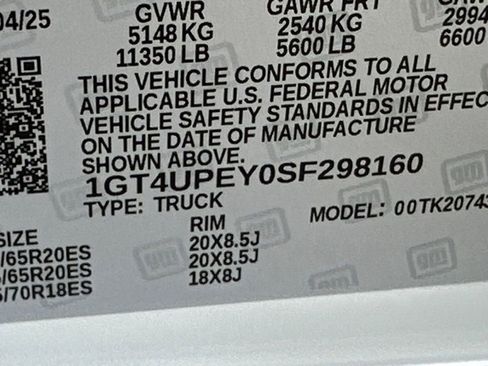 04/25 GVWR GAWR FRT
5148 KG 2540 KG 2994
11350 LB 5600 LB 6600
THIS VEHICLE CONFORMS TO ALL
APPLICABLE U.S. FEDERAL MOTOR
VEHICLE SAFETY STANDARDS IN EFFEC
ON THE DATE OF MANUFACTURE
SHOWN ABOVE.
1GT4UPEY0SF298160
TYPE: TRUCK MODEL: 00TK20743
SIZE RIM
/65R20ES 20X8.5J
/65R20ES 20X8.5J
/70R18ES 18X8J
gm